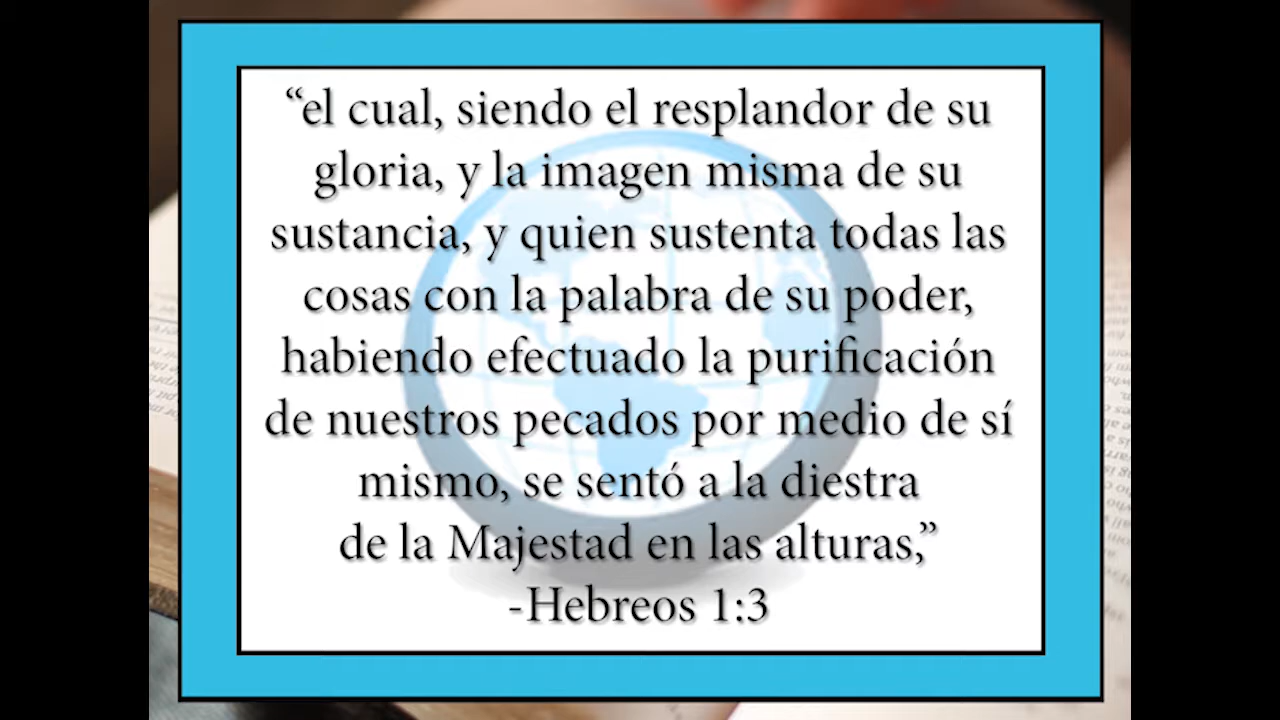 “el cual, siendo el resplandor de su
gloria, y la imagen misma de su
sustancia, y quien sustenta todas las
cosas con la palabra de su poder,
habiendo efectuado la purificación
de nuestros pecados por medio de sí
mismo, se sentó a la diestra
de la Majestad en las alturas,”
-Hebreos 1:3